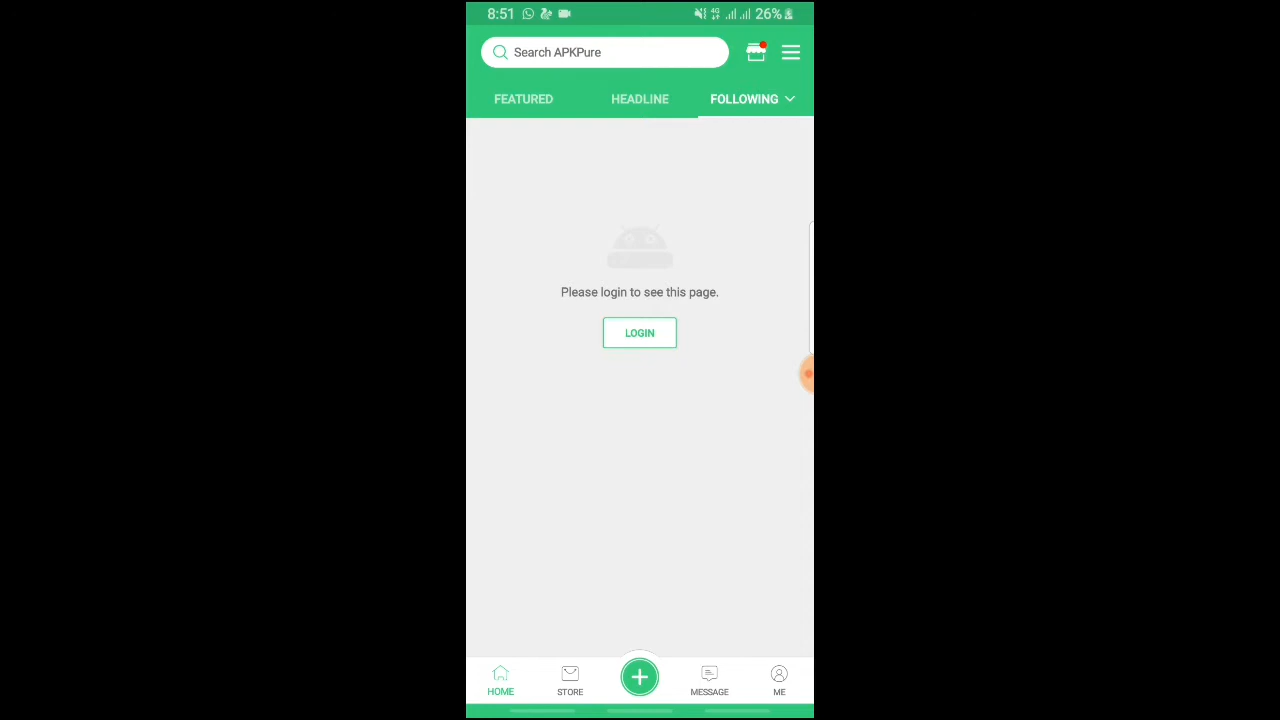 8:51 4G 26%
Search APKPure
FEATURED HEADLINE FOLLOWING
Please login to see this page.
LOGIN
HOME STORE MESSAGE ME